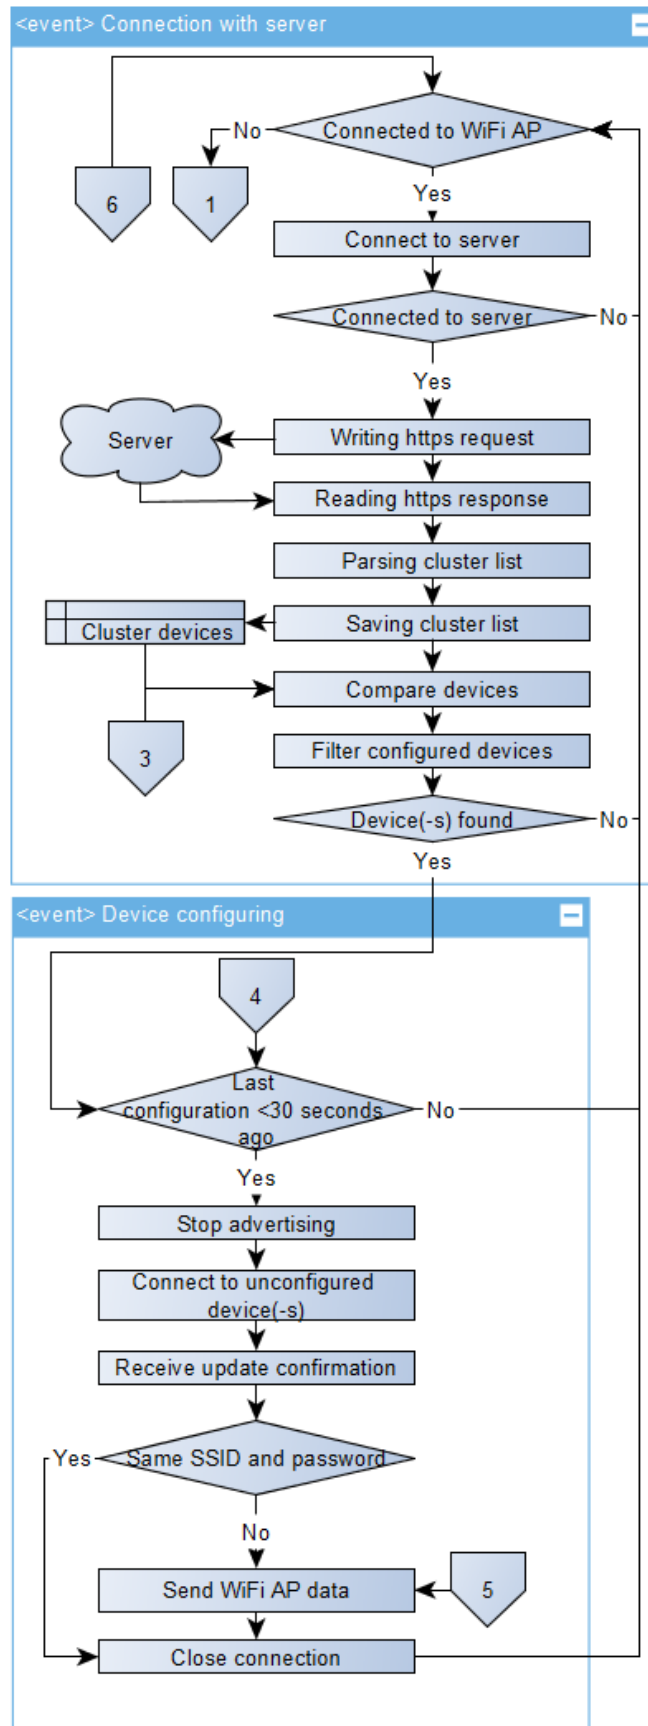 <event> Connection with server
No
Connected to WiFi AP
6
1
Yes
Connect to server
Connected to server
No
Yes
Server
Writing https request
Reading https response
Parsing cluster list
Cluster devices
Saving cluster list
Compare devices
3
Filter configured devices
Device(-s) found
No
Yes
<event> Device configuring
4
Last
configuration <30 seconds
ago
No
Yes
Stop advertising
Connect to unconfigured
device(-s)
Receive update confirmation
Yes
Same SSID and password
No
Send WiFi AP data
5
Close connection